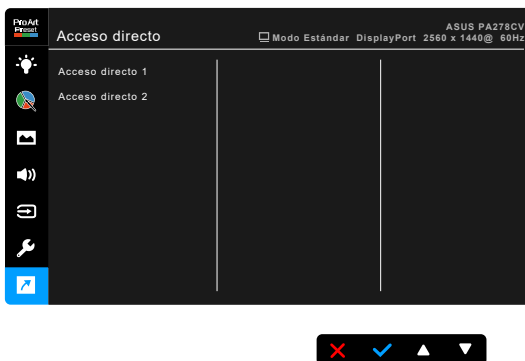 ProArt
Preset
Acceso directo
ASUS PA278CV
Modo Estándar DisplayPort 2560 x 1440@ 60Hz
Acceso directo 1
Acceso directo 2